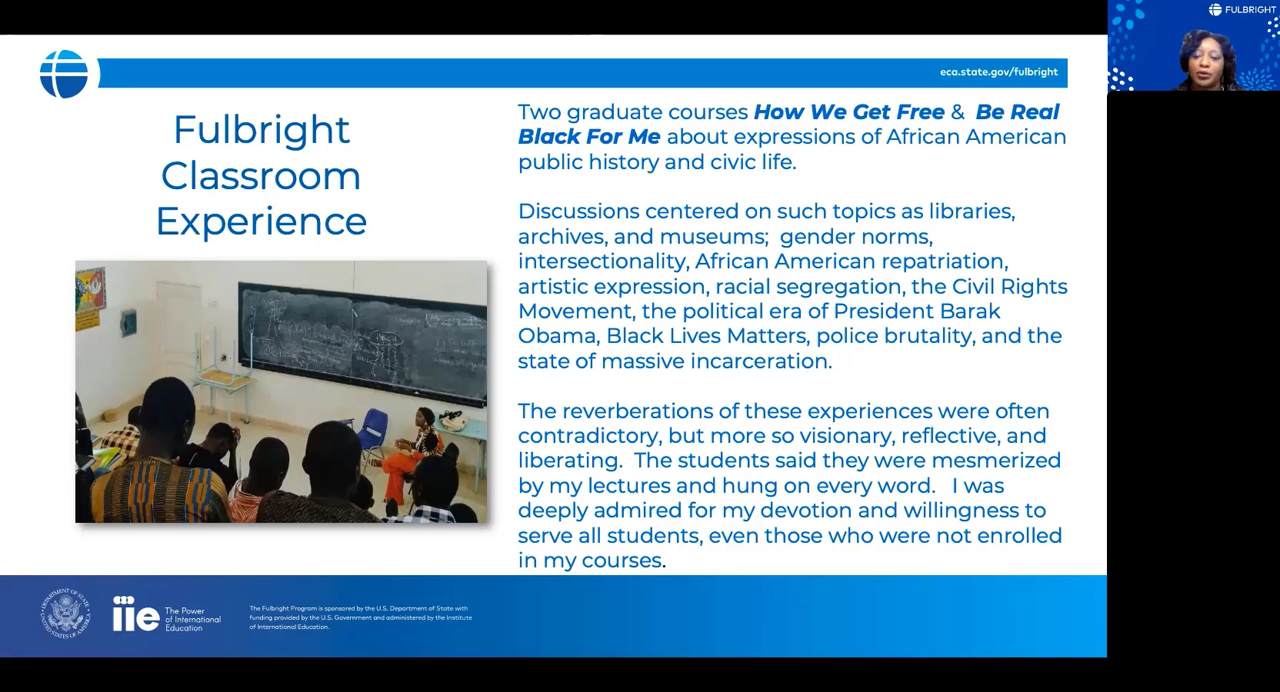 FULBRIGHT
eca.state.gov/fulbright
Fulbright
Classroom
Experience
Two graduate courses How We Get Free & Be Real
Black For Me about expressions of African American
public history and civic life.
Discussions centered on such topics as libraries,
archives, and museums; gender norms,
intersectionality, African American repatriation,
artistic expression, racial segregation, the Civil Rights
Movement, the political era of President Barak
Obama, Black Lives Matters, police brutality, and the
state of massive incarceration.
The reverberations of these experiences were often
contradictory, but more so visionary, reflective, and
liberating. The students said they were mesmerized
by my lectures and hung on every word. I was
deeply admired for my devotion and willingness to
serve all students, even those who were not enrolled
in my courses.
iie
The Power
of International
Education
The Fulbright Program is sponsored by the U.S. Department of State with
funding provided by the U.S. Government and administered by the Institute
of International Education.